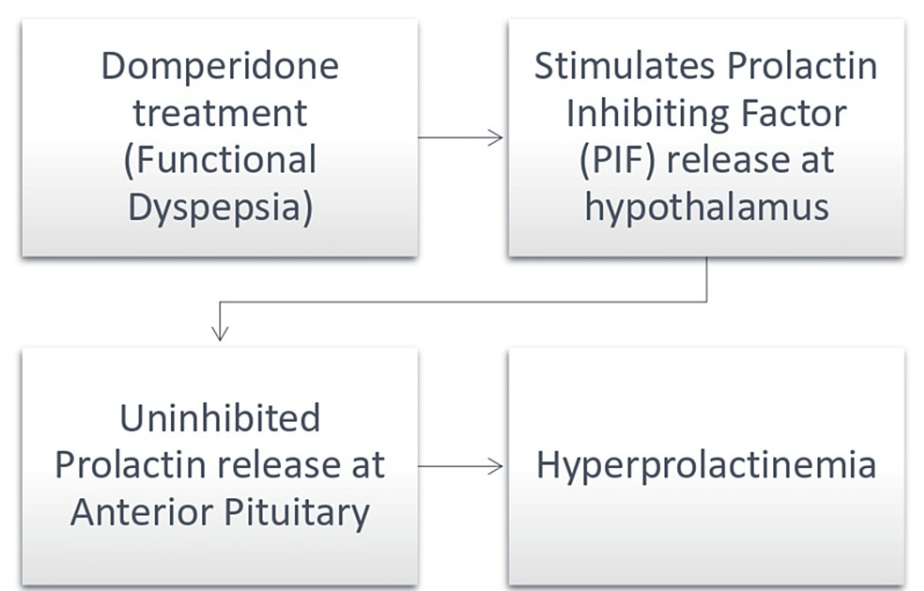 Domperidone
treatment
(Functional
Dyspepsia)
Stimulates Prolactin
Inhibiting Factor
(PIF) release at
hypothalamus
Uninhibited
Prolactin release at
Anterior Pituitary
Hyperprolactinemia